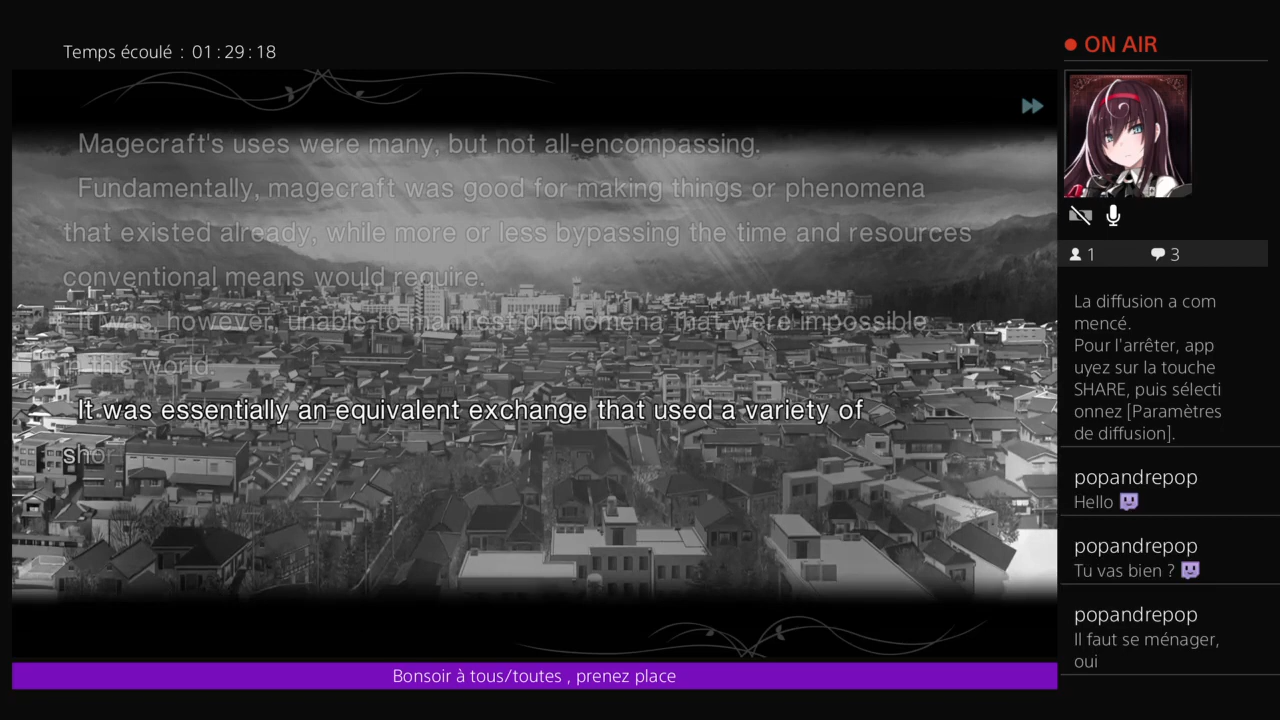 Temps écoulé : 01:29:18
Magecraft's uses were many, but not all-encompassing.
Fundamentally, magecraft was good for making things or phenomena
that existed already, while more or less bypassing the time and resources
conventional means would require.
It was, however, unable to manifest phenomena that were impossible
in this world.
It was essentially an equivalent exchange that used a variety of
shor
Bonsoir à tous/toutes , prenez place
ON AIR
1 3
La diffusion a com
mencé.
Pour l'arrêter, app
uyez sur la touche
SHARE, puis sélecti
onnez [Paramètres
de diffusion].
popandrepop
Hello
popandrepop
Tu vas bien ?
popandrepop
Il faut se ménager,
oui